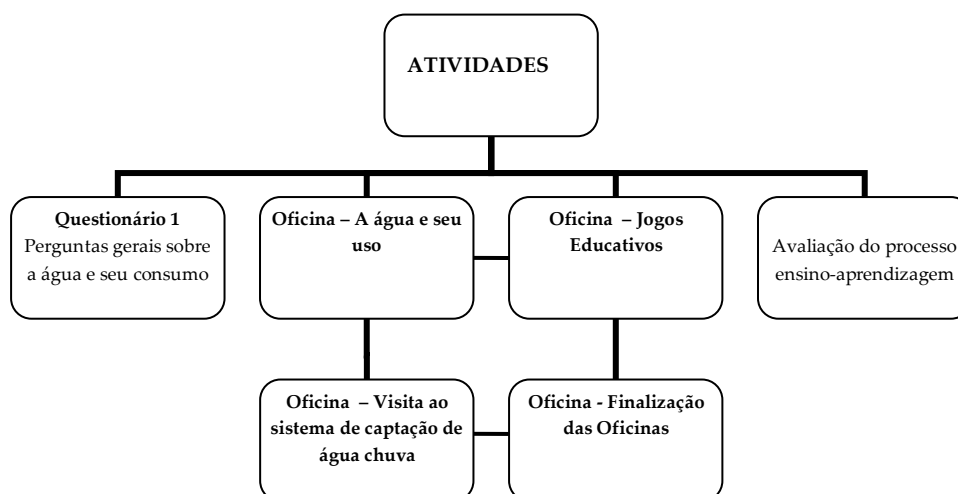 ATIVIDADES
Questionário 1
Perguntas gerais sobre
a água e seu consumo
Oficina – A água e seu
uso
Oficina – Jogos
Educativos
Avaliação do processo
ensino-aprendizagem
Oficina – Visita ao
sistema de captação de
água chuva
Oficina - Finalização
das Oficinas